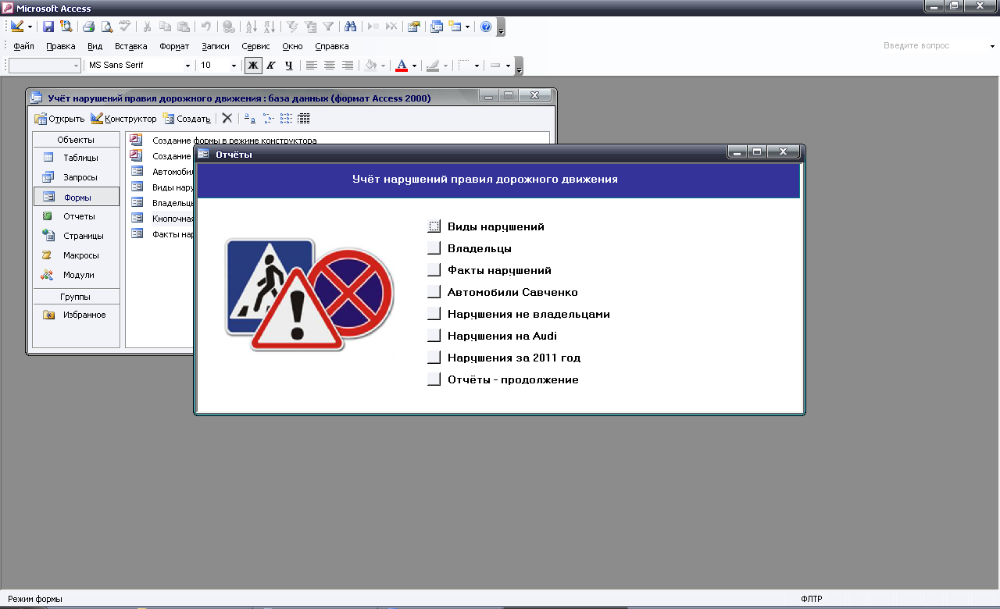 Microsoft Access
Файл Правка Вид Вставка Формат Записи Сервис Окно Справка Введите вопрос
MS Sans Serif 10 Ж К Ч А
Учёт нарушений правил дорожного движения : база данных (формат Access 2000)
Открыть Конструктор Создать
Объекты
Таблицы
Запросы
Формы
Отчеты
Страницы
Макросы
Модули
Группы
Избранное
Создание формы в режиме конструктора
Создание
Автомобил
Виды нару
Владельцы
Кнопочная
Факты нар
Отчёты
Учёт нарушений правил дорожного движения
Виды нарушений
Владельцы
Факты нарушений
Автомобили Савченко
Нарушения не владельцами
Нарушения на Audi
Нарушения за 2011 год
Отчёты - продолжение
Режим формы
ФЛТР